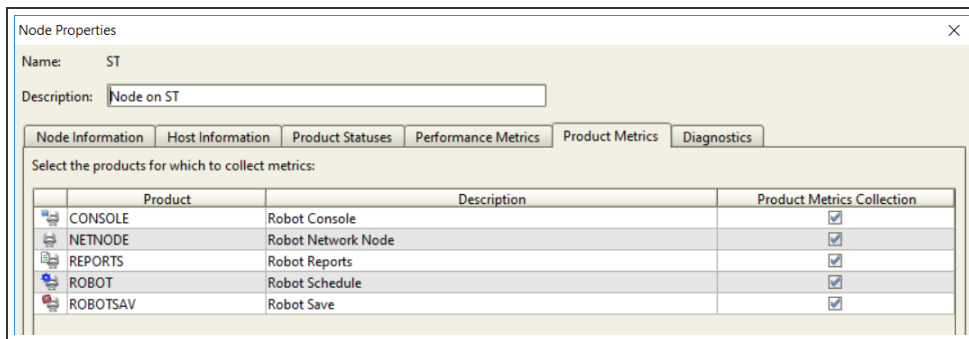 Node Properties
Name: ST
Description: Node on ST
Node Information Host Information Product Statuses Performance Metrics Product Metrics Diagnostics
Select the products for which to collect metrics:
Product Description Product Metrics Collection
CONSOLE Robot Console
NETNODE Robot Network Node
REPORTS Robot Reports
ROBOT Robot Schedule
ROBOTSAV Robot Save